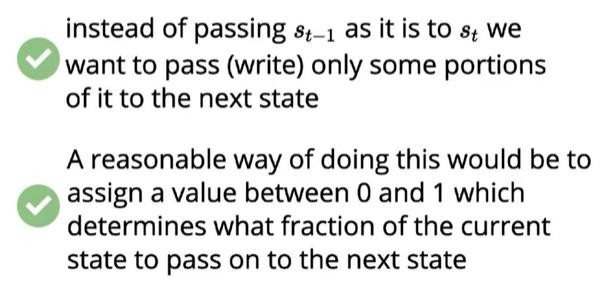 instead of passing sₜ₋₁ as it is to sₜ we
want to pass (write) only some portions
of it to the next state
A reasonable way of doing this would be to
assign a value between 0 and 1 which
determines what fraction of the current
state to pass on to the next state